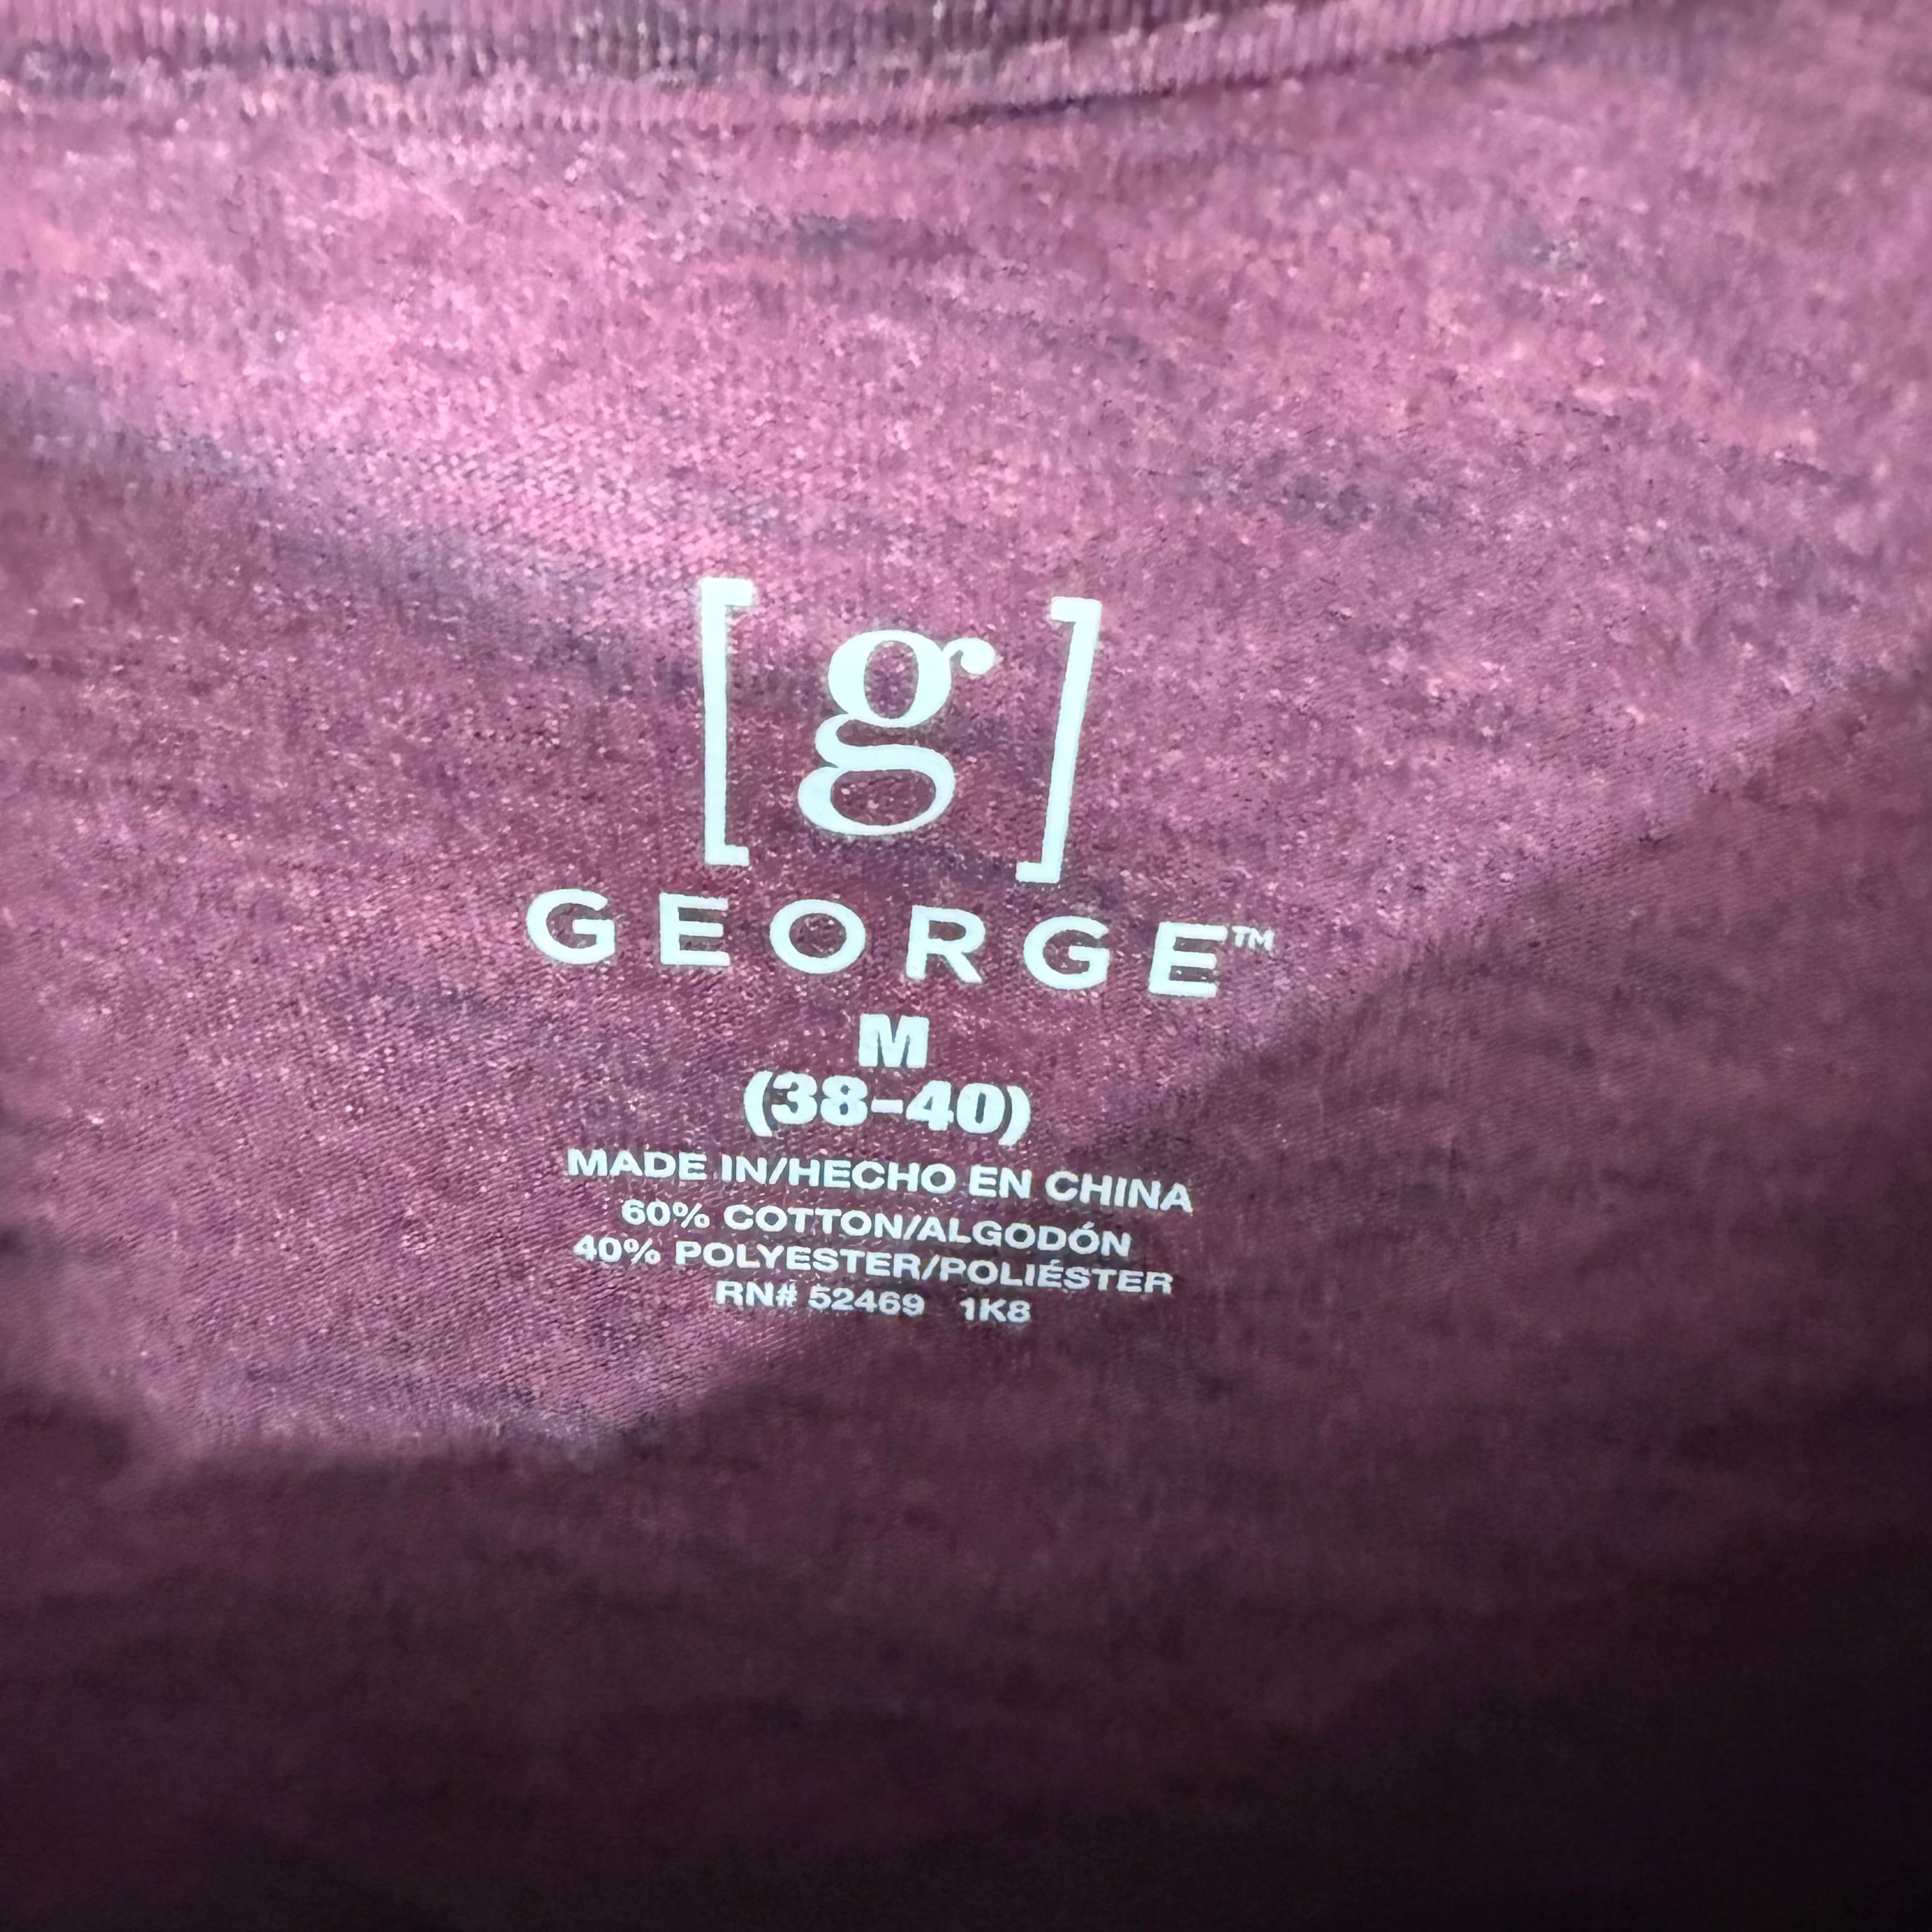 [g]
GEORGE™
M
(38-40)
MADE IN/HECHO EN CHINA
60% COTTON/ALGODÓN
40% POLYESTER/POLIÉSTER
RN# 52469 1K8